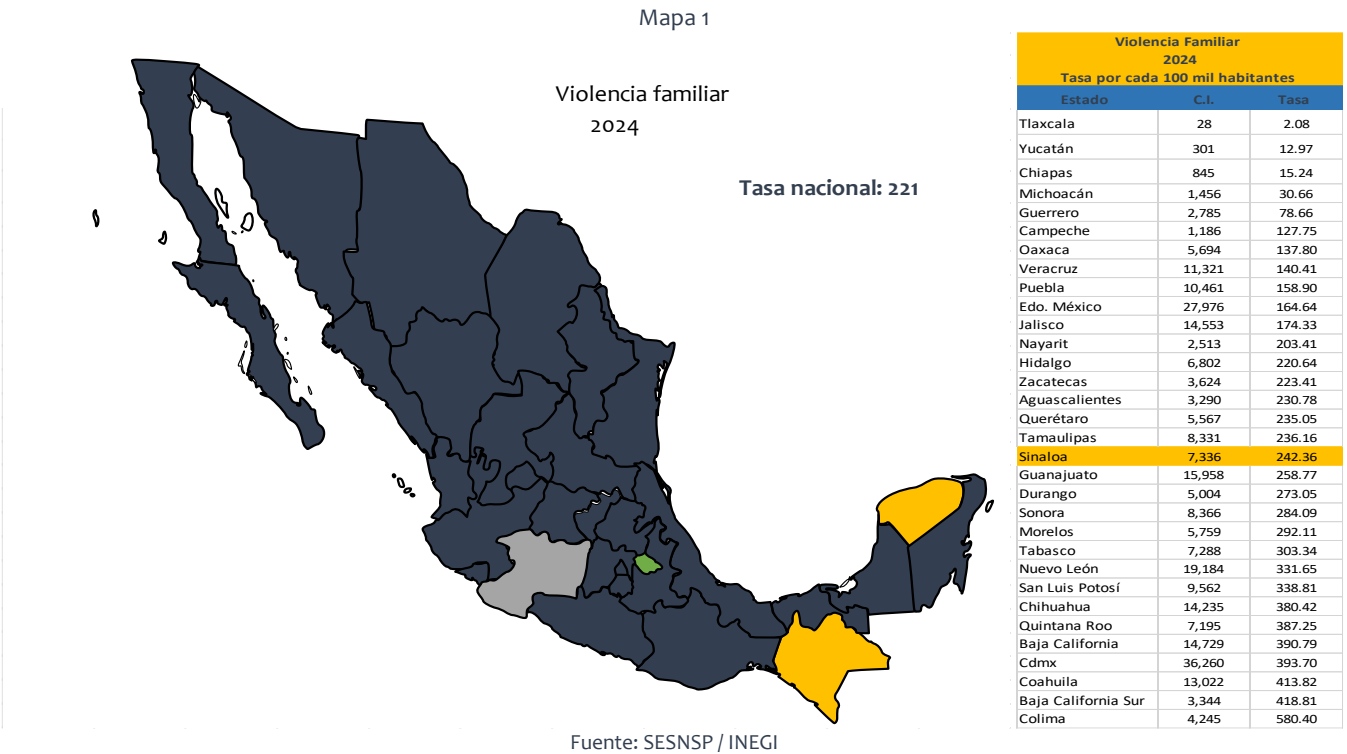 Mapa 1
Violencia familiar
2024
Tasa nacional: 221
Violencia Familiar
2024
Tasa por cada 100 mil habitantes
Estado C.I. Tasa
Tlaxcala 28 2.08
Yucatán 301 12.97
Chiapas 845 15.24
Michoacán 1,456 30.66
Guerrero 2,785 78.66
Campeche 1,186 127.75
Oaxaca 5,694 137.80
Veracruz 11,321 140.41
Puebla 10,461 158.90
Edo. México 27,976 164.64
Jalisco 14,553 174.33
Nayarit 2,513 203.41
Hidalgo 6,802 220.64
Zacatecas 3,624 223.41
Aguascalientes 3,290 230.78
Querétaro 5,567 235.05
Tamaulipas 8,331 236.16
Sinaloa 7,336 242.36
Guanajuato 15,958 258.77
Durango 5,004 273.05
Sonora 8,366 284.09
Morelos 5,759 292.11
Tabasco 7,288 303.34
Nuevo León 19,184 331.65
San Luis Potosí 9,562 338.81
Chihuahua 14,235 380.42
Quintana Roo 7,195 387.25
Baja California 14,729 390.79
Cdmx 36,260 393.70
Coahuila 13,022 413.82
Baja California Sur 3,344 418.81
Colima 4,245 580.40
Fuente: SESNSP / INEGI